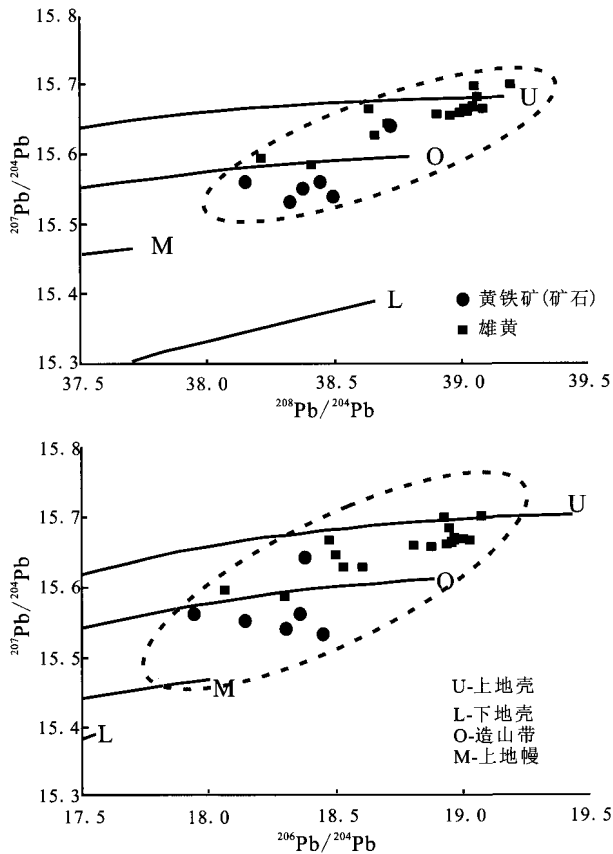 15.8
15.7
15.6
15.5
15.4
15.3
²⁰⁷Pb/²⁰⁴Pb
U
O
M
L
黄铁矿(矿石)
雄黄
37.5 38.0 38.5 39.0 39.5
²⁰⁸Pb/²⁰⁴Pb
15.8
15.7
15.6
15.5
15.4
15.3
²⁰⁷Pb/²⁰⁴Pb
U
O
M
L
U-上地壳
L-下地壳
O-造山带
M-上地幔
17.5 18.0 18.5 19.0 19.5
²⁰⁶Pb/²⁰⁴Pb